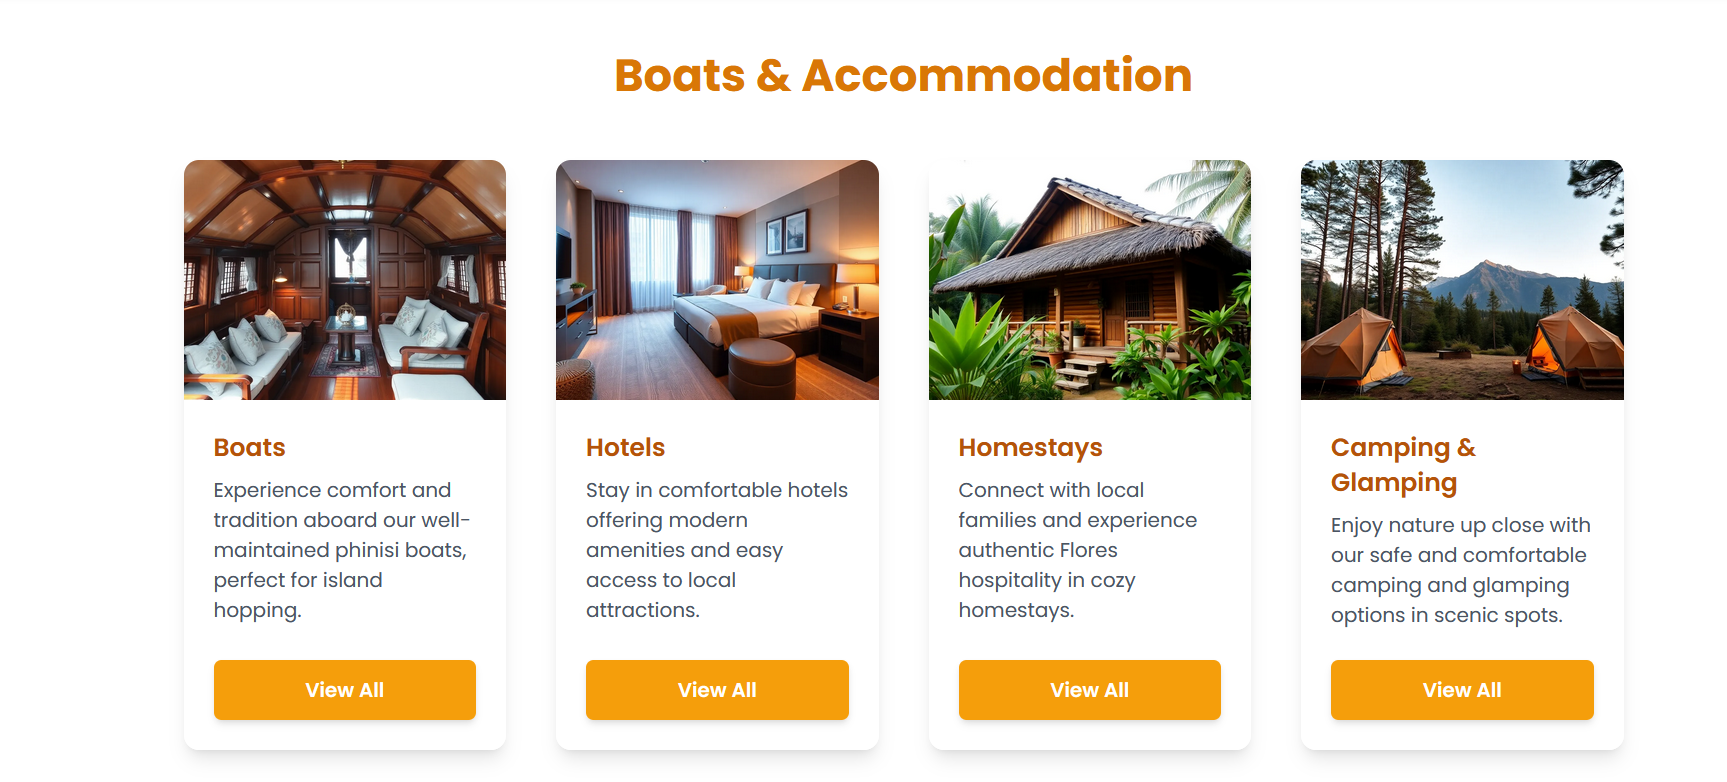 Boats & Accommodation
Boats
Experience comfort and
tradition aboard our well-
maintained phinisi boats,
perfect for island
hopping.
View All
Hotels
Stay in comfortable hotels
offering modern
amenities and easy
access to local
attractions.
View All
Homestays
Connect with local
families and experience
authentic Flores
hospitality in cozy
homestays.
View All
Camping &
Glamping
Enjoy nature up close with
our safe and comfortable
camping and glamping
options in scenic spots.
View All